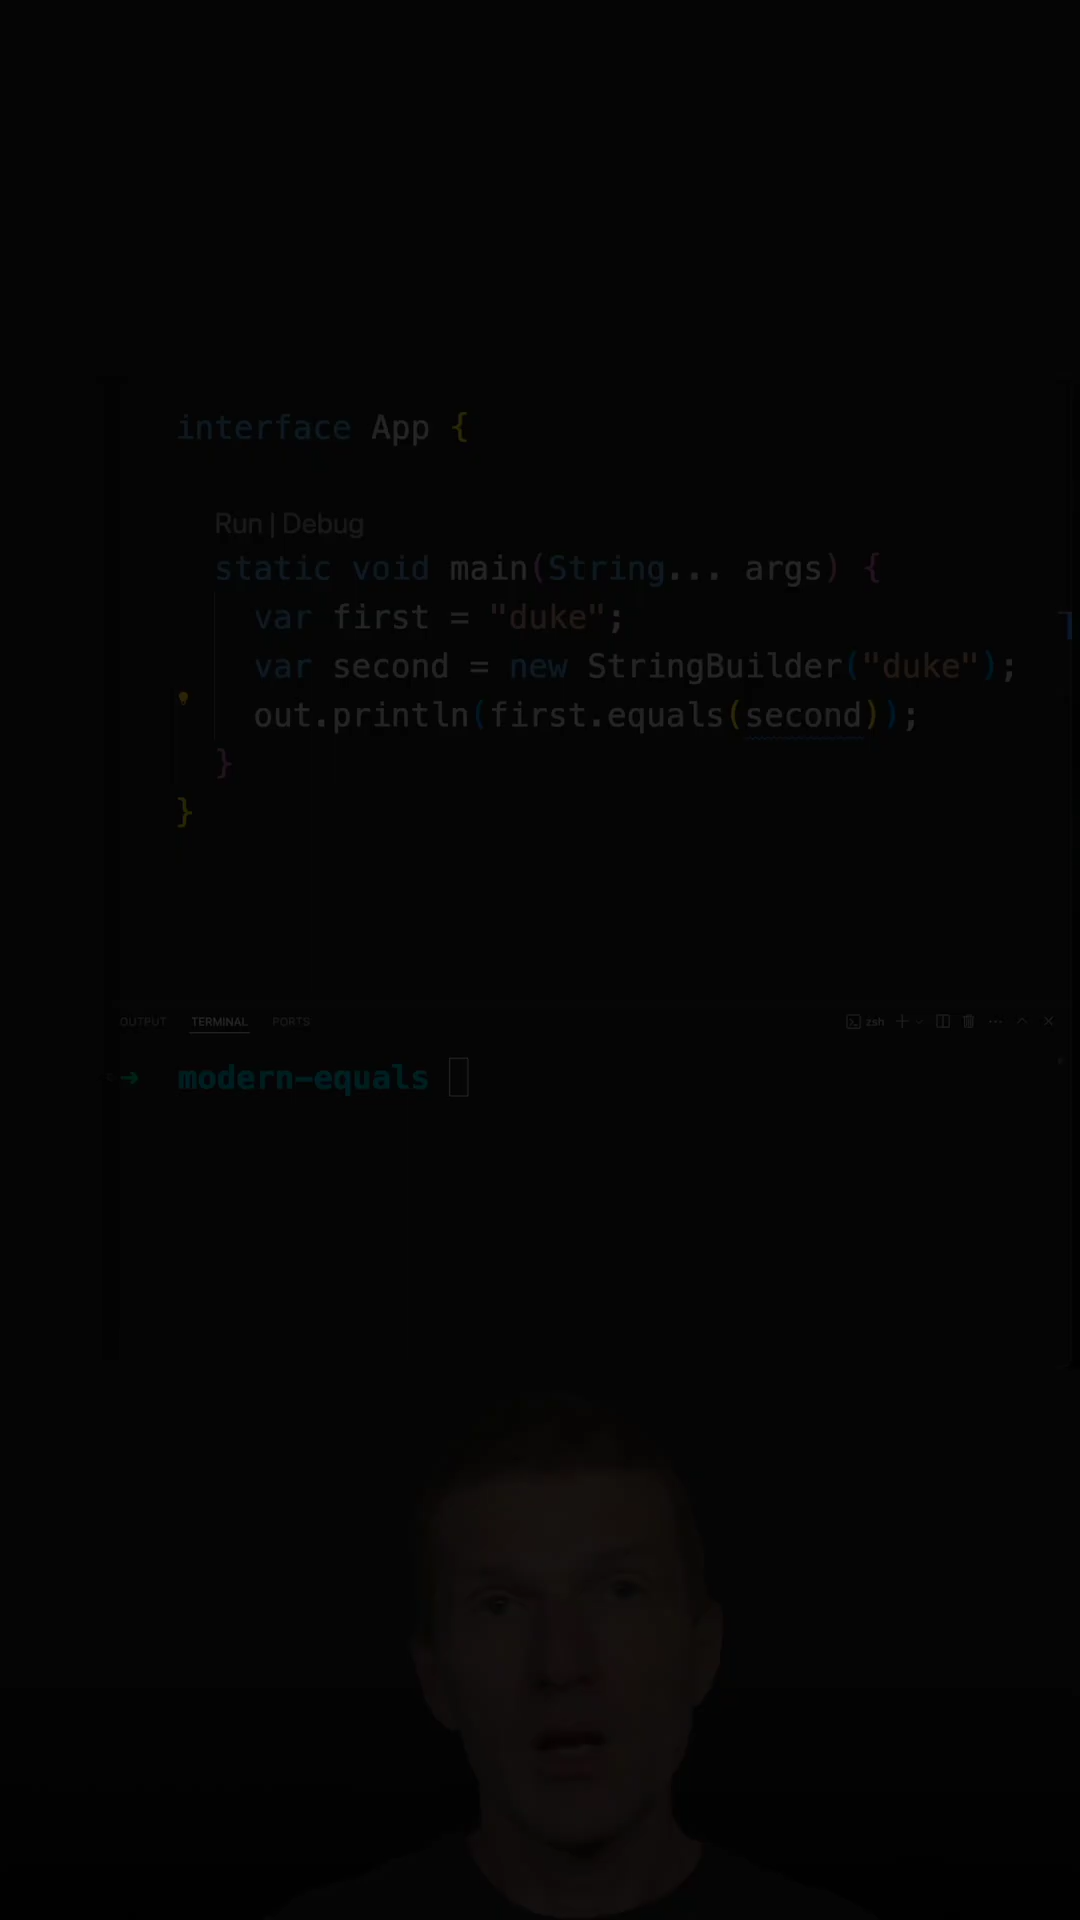 interface App {
Run | Debug
static void main(String... args) {
var first = "duke";
var second = new StringBuilder("duke");
out.println(first.equals(second));
}
}
OUTPUT TERMINAL PORTS zsh
→ modern-equals